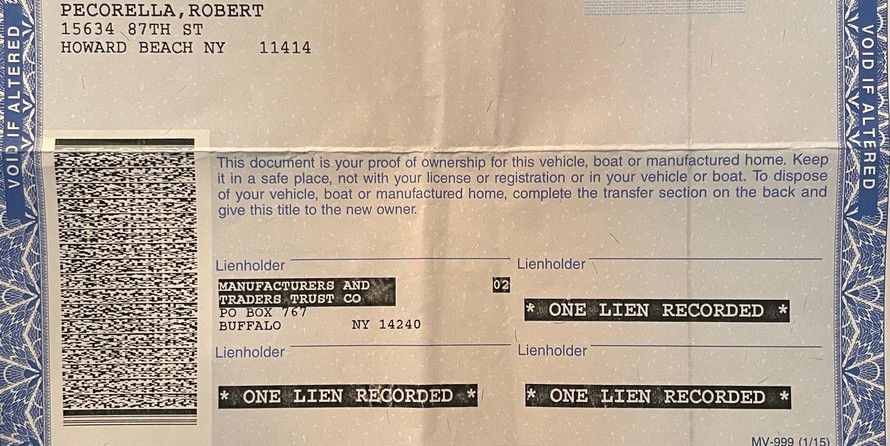 PECORELLA, ROBERT
15634 87TH ST
HOWARD BEACH NY 11414
VOID IF ALTERED
VOID IF ALTERED
This document is your proof of ownership for this vehicle, boat or manufactured home. Keep
it in a safe place, not with your license or registration or in your vehicle or boat. To dispose
of your vehicle, boat or manufactured home, complete the transfer section on the back and
give this title to the new owner.
Lienholder
MANUFACTURERS AND 02
TRADERS TRUST CO
PO BOX 767
BUFFALO NY 14240
Lienholder
* ONE LIEN RECORDED *
Lienholder
* ONE LIEN RECORDED *
Lienholder
* ONE LIEN RECORDED *
MV-999 (1/15)